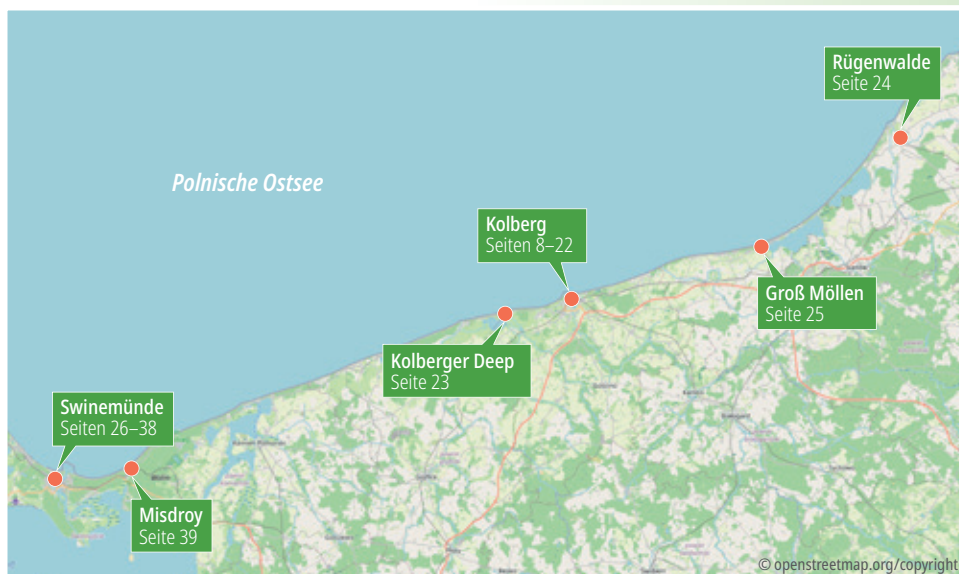 Rügenwalde
Seite 24
Polnische Ostsee
Kolberg
Seiten 8–22
Groß Möllen
Seite 25
Kolberger Deep
Seite 23
Swinemünde
Seiten 26–38
Misdroy
Seite 39
© openstreetmap.org/copyright